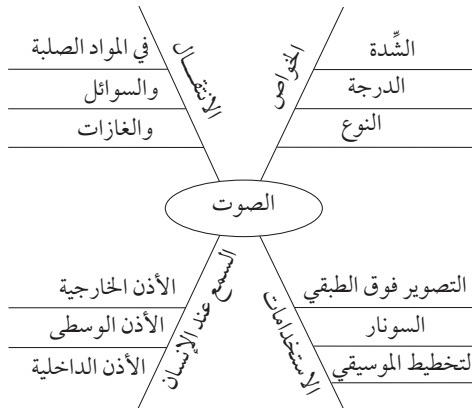 الخواص
الشِّدة
الدرجة
النوع
الانتقال
في المواد الصلبة
والسوائل
والغازات
الصوت
الاستخدامات
التصوير فوق الطبقي
السونار
لتخطيط الموسيقي
السمع عند الإنسان
الأذن الخارجية
الأذن الوسطى
الأذن الداخلية